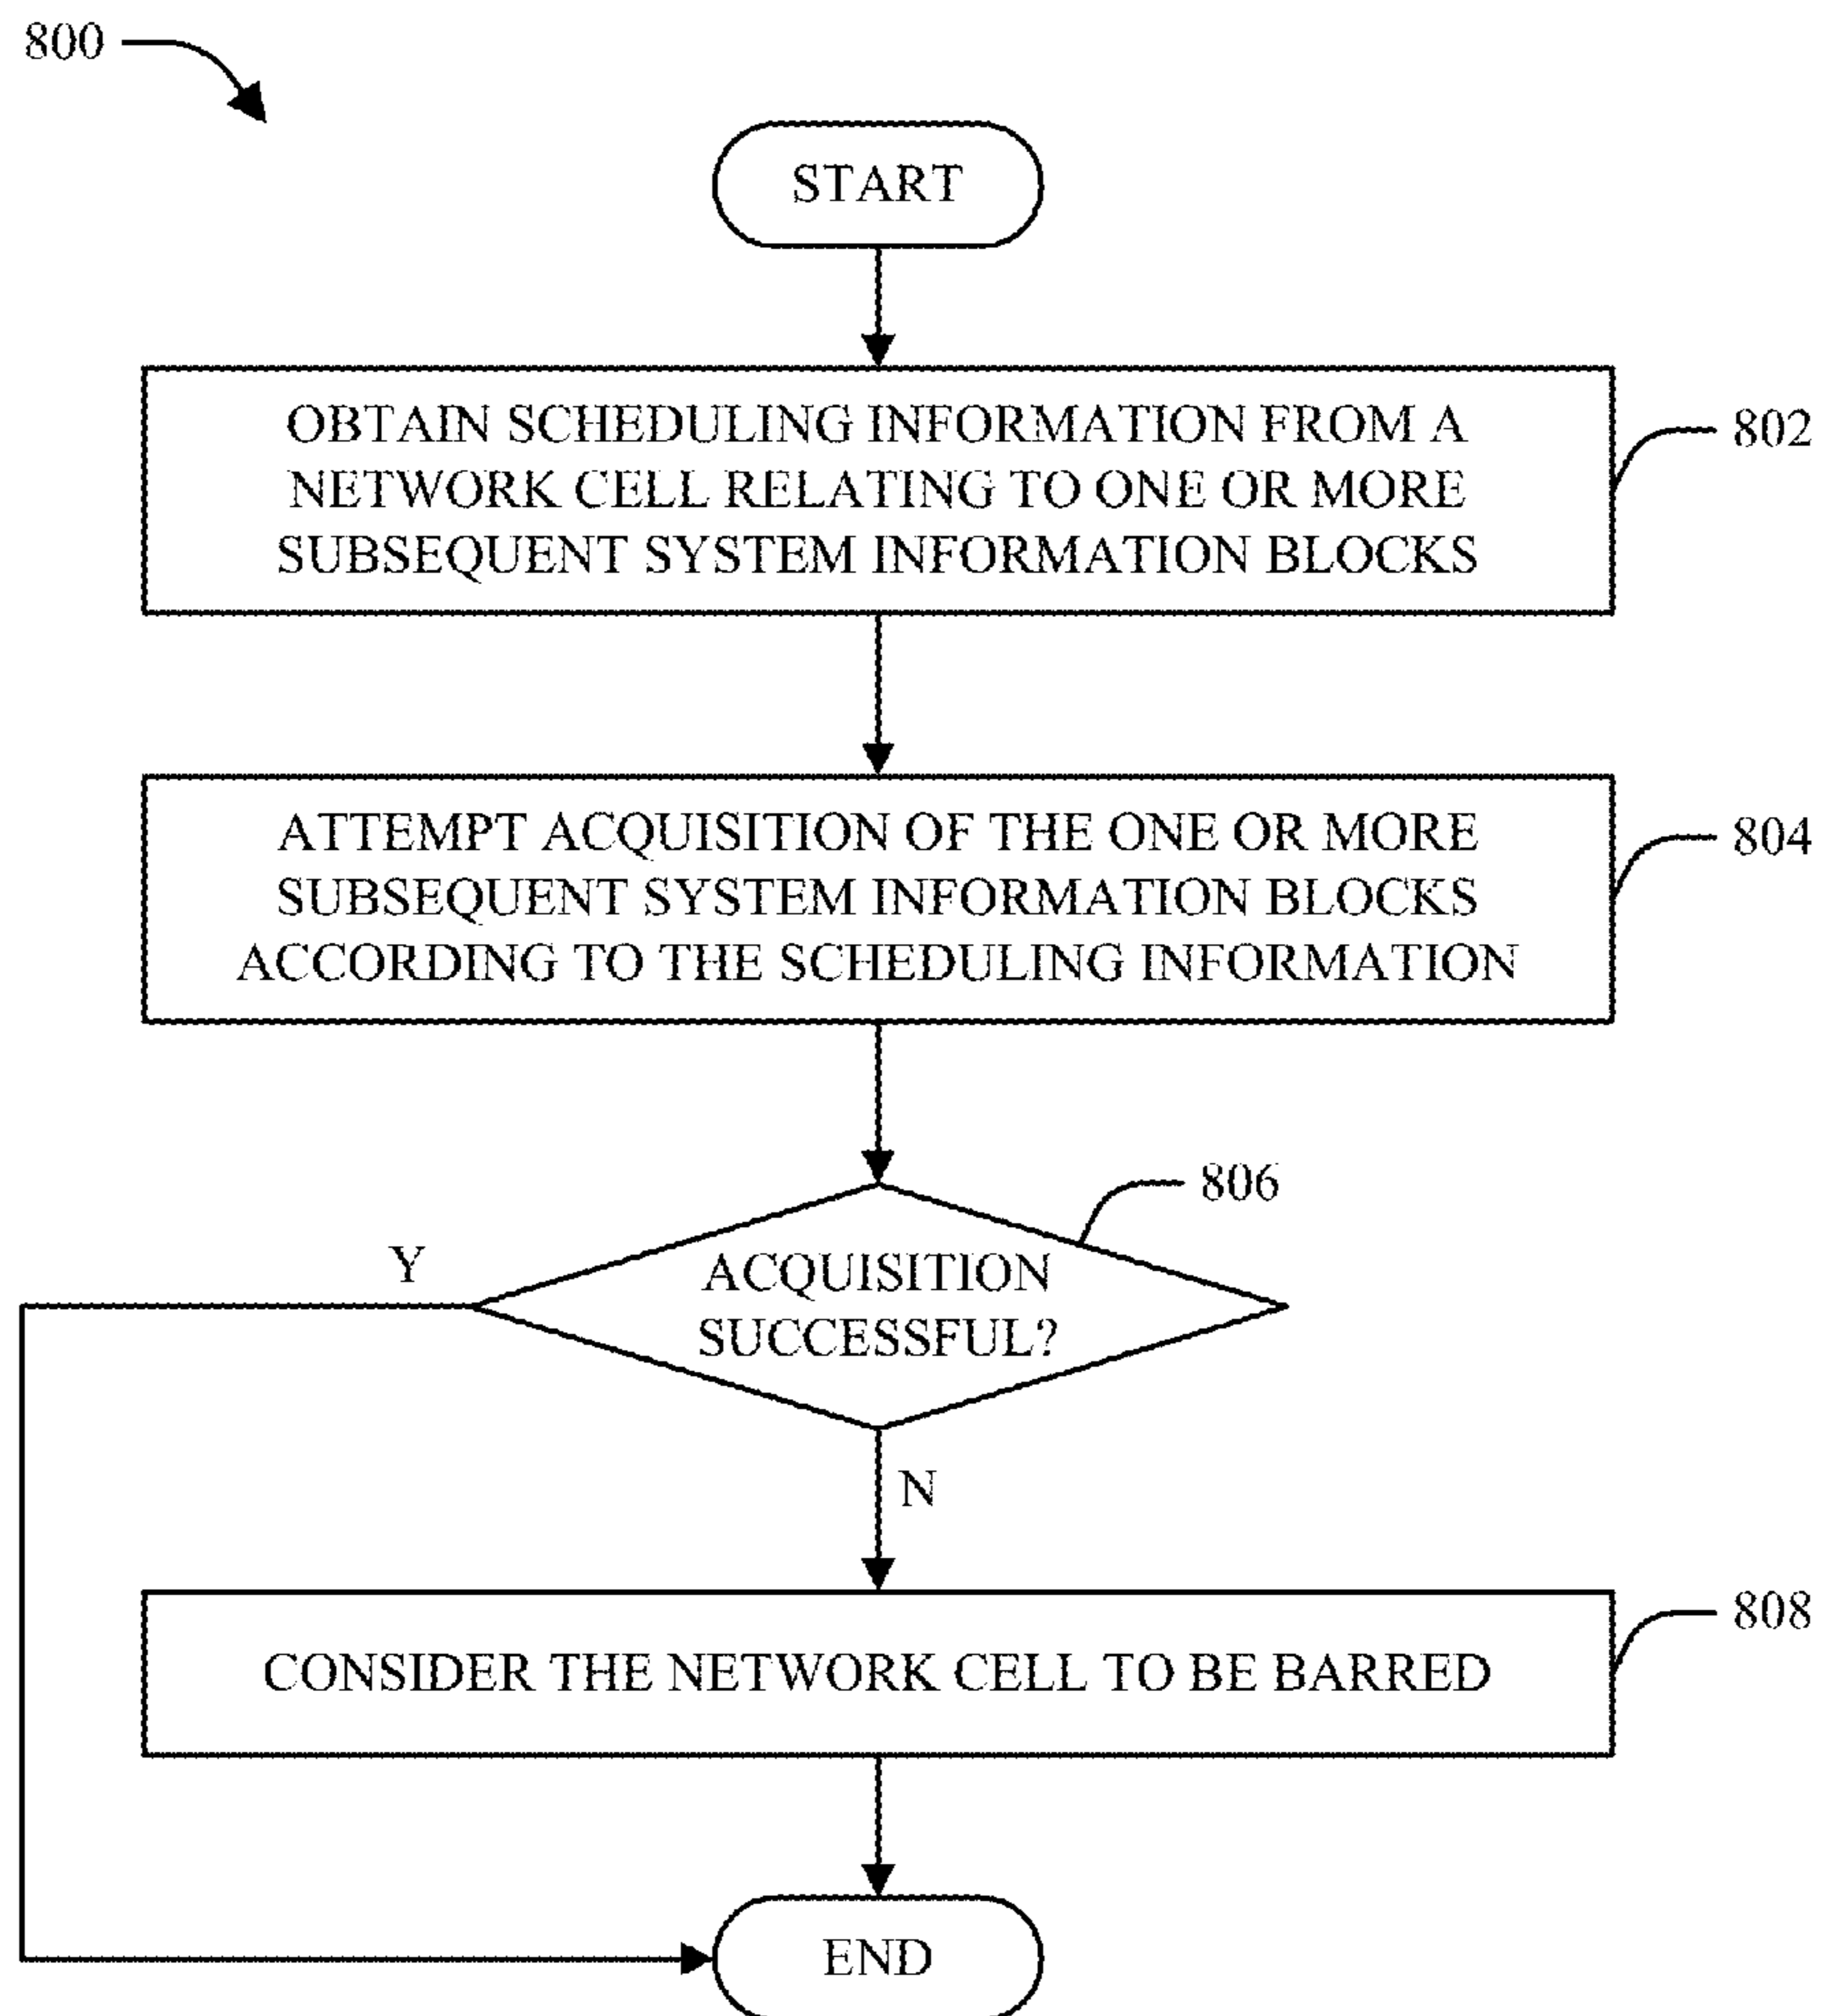 800
START
OBTAIN SCHEDULING INFORMATION FROM A
NETWORK CELL RELATING TO ONE OR MORE
SUBSEQUENT SYSTEM INFORMATION BLOCKS
802
ATTEMPT ACQUISITION OF THE ONE OR MORE
SUBSEQUENT SYSTEM INFORMATION BLOCKS
ACCORDING TO THE SCHEDULING INFORMATION
804
806
Y
ACQUISITION
SUCCESSFUL?
N
CONSIDER THE NETWORK CELL TO BE BARRED
808
END